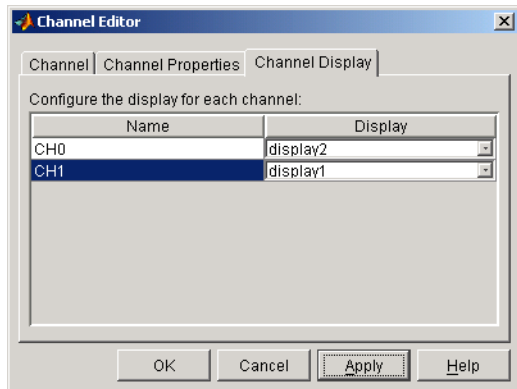 Channel Editor
Channel Channel Properties Channel Display
Configure the display for each channel:
Name Display
CH0 display2
CH1 display1
OK Cancel Apply Help